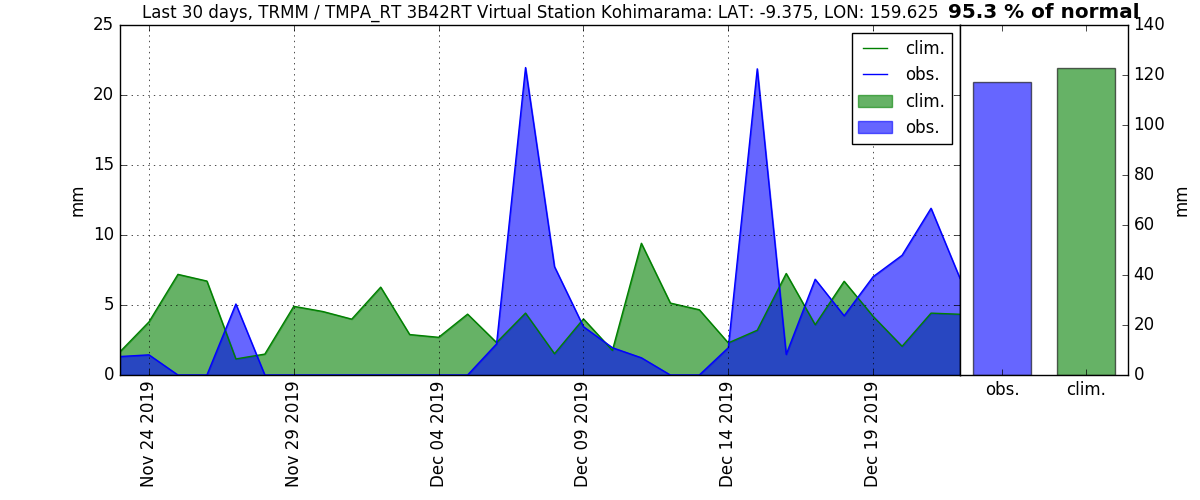 Last 30 days, TRMM / TMPA_RT 3B42RT Virtual Station Kohimarama: LAT: -9.375, LON: 159.625 95.3 % of normal
25
20
15
10
5
0
mm
clim.
obs.
clim.
obs.
140
120
100
80
60
40
20
0
mm
obs. clim.
Nov 24 2019
Nov 29 2019
Dec 04 2019
Dec 09 2019
Dec 14 2019
Dec 19 2019